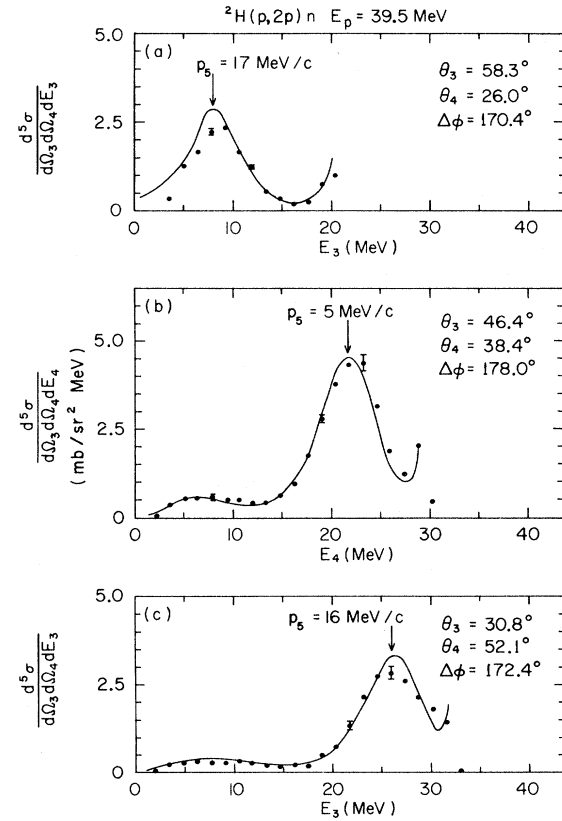 ²H(p,2p)n Eₚ = 39.5 MeV
(a)
p₅ = 17 MeV/c
θ₃ = 58.3°
θ₄ = 26.0°
Δϕ = 170.4°
d⁵σ
dΩ₃dΩ₄dE₃
5.0
2.5
0
0 10 20 30 40
E₃ (MeV)
(b)
p₅ = 5 MeV/c
θ₃ = 46.4°
θ₄ = 38.4°
Δϕ = 178.0°
d⁵σ
dΩ₃dΩ₄dE₄
(mb/sr² MeV)
5.0
2.5
0
0 10 20 30 40
E₄ (MeV)
(c)
p₅ = 16 MeV/c
θ₃ = 30.8°
θ₄ = 52.1°
Δϕ = 172.4°
d⁵σ
dΩ₃dΩ₄dE₃
5.0
2.5
0
0 10 20 30 40
E₃ (MeV)